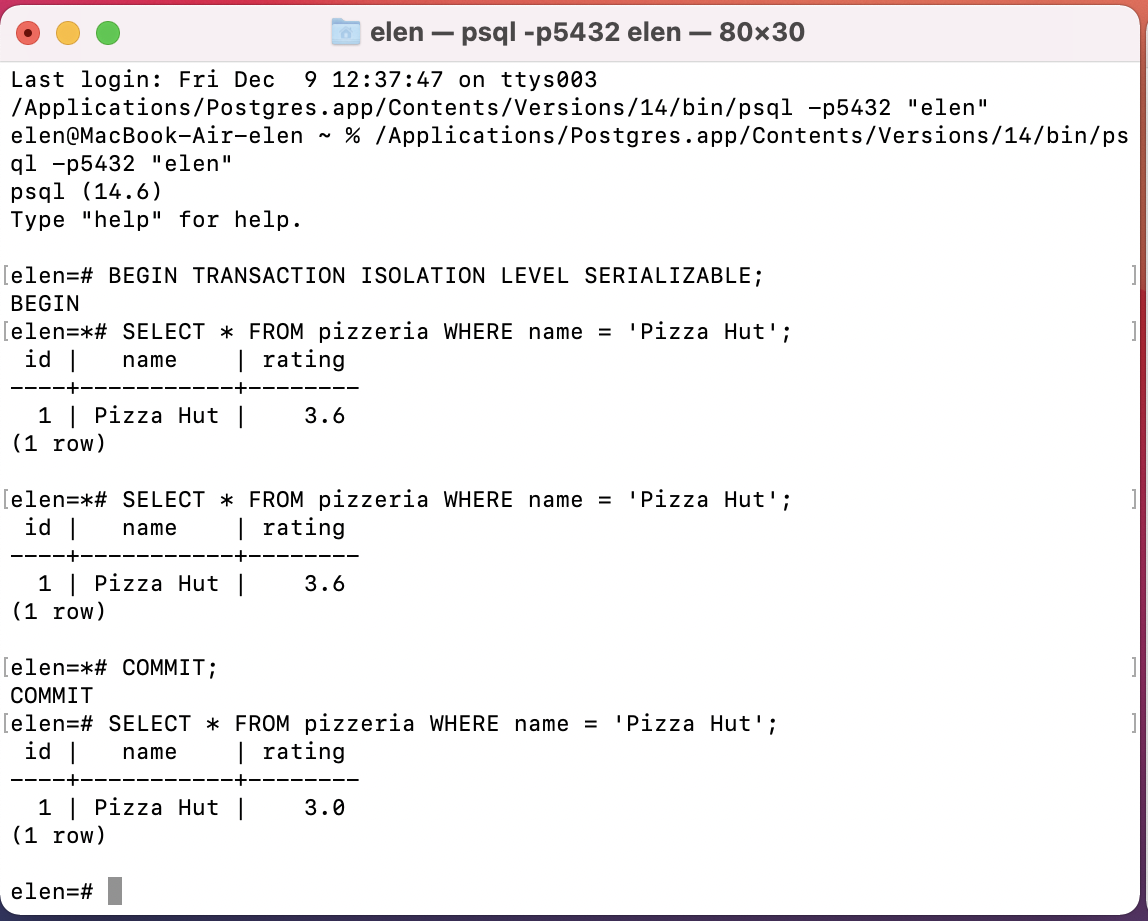 elen — psql -p5432 elen — 80×30
Last login: Fri Dec  9 12:37:47 on ttys003
/Applications/Postgres.app/Contents/Versions/14/bin/psql -p5432 "elen"
elen@MacBook-Air-elen ~ % /Applications/Postgres.app/Contents/Versions/14/bin/ps
ql -p5432 "elen"
psql (14.6)
Type "help" for help.

[elen=# BEGIN TRANSACTION ISOLATION LEVEL SERIALIZABLE;                         ]
BEGIN
[elen=*# SELECT * FROM pizzeria WHERE name = 'Pizza Hut';                       ]
 id |   name    | rating
----+-----------+--------
  1 | Pizza Hut |    3.6
(1 row)

[elen=*# SELECT * FROM pizzeria WHERE name = 'Pizza Hut';                       ]
 id |   name    | rating
----+-----------+--------
  1 | Pizza Hut |    3.6
(1 row)

[elen=*# COMMIT;                                                                ]
COMMIT
[elen=# SELECT * FROM pizzeria WHERE name = 'Pizza Hut';                        ]
 id |   name    | rating
----+-----------+--------
  1 | Pizza Hut |    3.0
(1 row)

elen=#